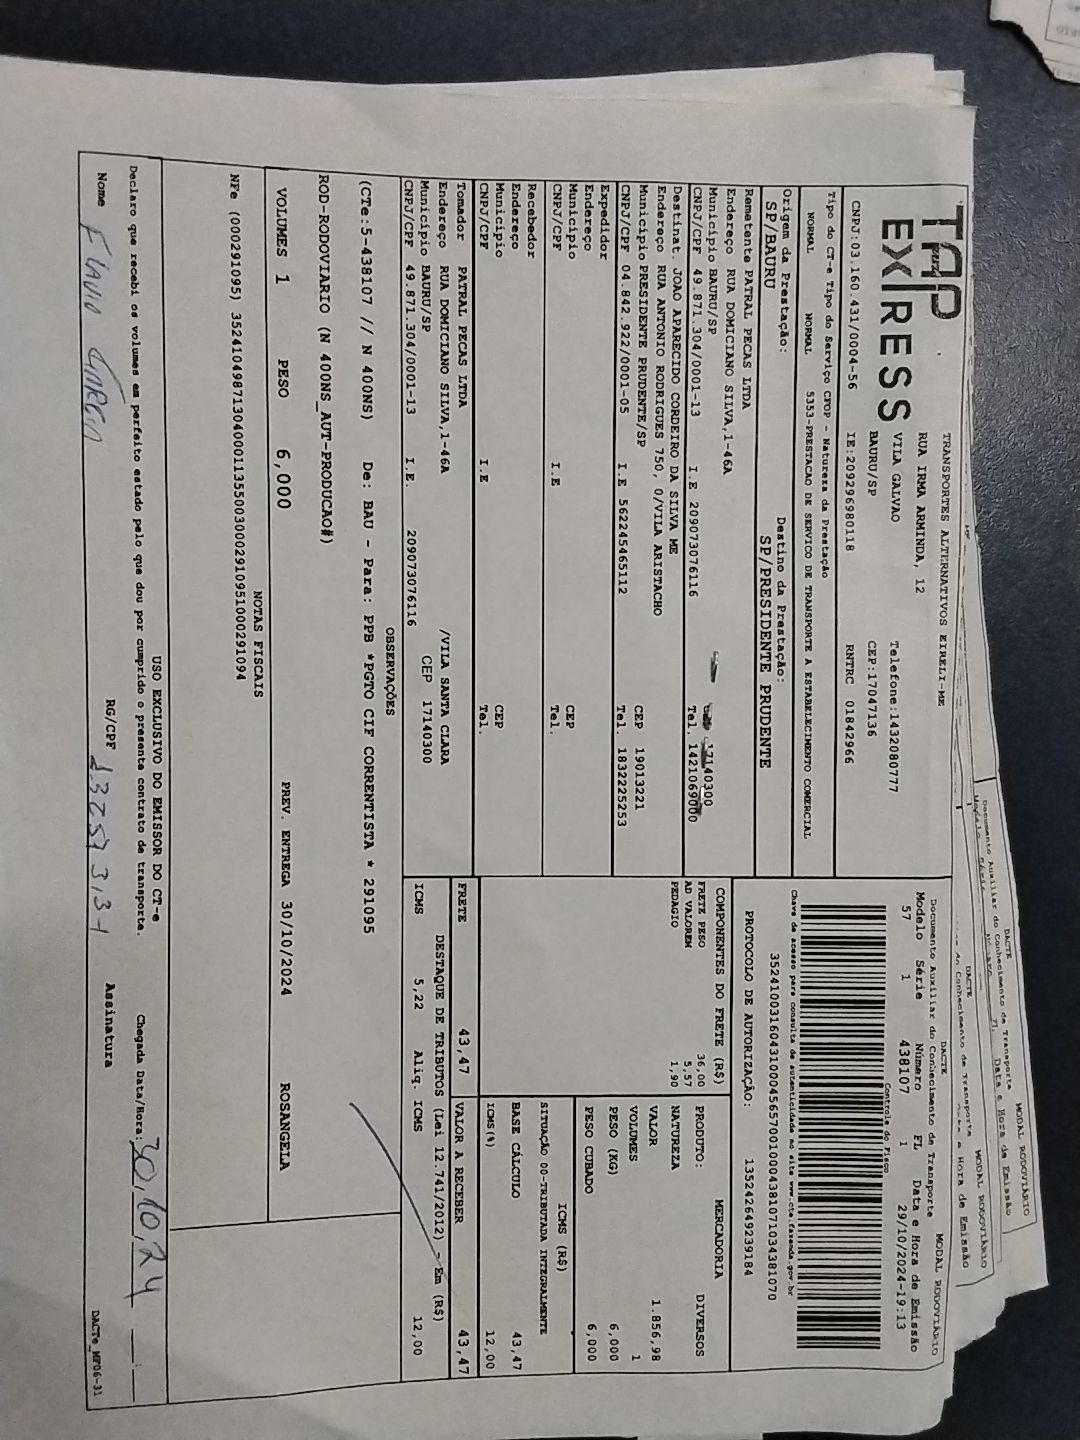 TAP
EXPRESS
TRANSPORTES ALTERNATIVOS EIRELI-ME
RUA IRMA ARMINDA, 12
VILA GALVAO
BAURU/SP
Telefone:1432080777
CEP:17047136
CNPJ:03.160.431/0004-56 IE:209296980118 RNTRC 01842966
Tipo do CT-e Tipo do Serviço CFOP - Natureza da Prestação
NORMAL NORMAL 5353-PRESTACAO DE SERVICO DE TRANSPORTE A ESTABELECIMENTO COMERCIAL
Origem da Prestação: Destino da Prestação:
SP/BAURU SP/PRESIDENTE PRUDENTE
Remetente PATRAL PECAS LTDA
Endereço RUA DOMICIANO SILVA,1-46A
Município BAURU/SP 17140300
CNPJ/CPF 49.871.304/0001-13 I.E 209073076116 Tel. 1421069000
Destinat. JOAO APARECIDO CORDEIRO DA SILVA ME
Endereço RUA ANTONIO RODRIGUES 750, 0/VILA ARISTACHO
Município PRESIDENTE PRUDENTE/SP CEP 19013221
CNPJ/CPF 04.842.922/0001-05 I.E 562245465112 Tel. 1832225253
Expedidor
Endereço
Município CEP
CNPJ/CPF I.E Tel.
Recebedor
Endereço
Município CEP
CNPJ/CPF I.E Tel.
Tomador PATRAL PECAS LTDA
Endereço RUA DOMICIANO SILVA,1-46A /VILA SANTA CLARA
Município BAURU/SP CEP 17140300
CNPJ/CPF 49.871.304/0001-13 I.E. 209073076116
DACTE MODAL RODOVIÁRIO
Documento Auxiliar do Conhecimento de Transporte
Modelo Série Número FL Data e Hora de Emissão
57 1 438107 1 29/10/2024-19:13
Controle do Fisco
Chave de acesso para consulta de autenticidade no site www.cte.fazenda.gov.br
PROTOCOLO DE AUTORIZAÇÃO: 135242649239184
COMPONENTES DO FRETE (R$)
FRETE PESO 36,00
AD VALOREM 5,57
PEDAGIO 1,90
MERCADORIA
PRODUTO: DIVERSOS
NATUREZA
VALOR 1.856,98
VOLUMES 1
PESO (KG) 6,000
PESO CUBADO 6,000
ICMS (R$)
SITUAÇÃO 00-TRIBUTADA INTEGRALMENTE
BASE CÁLCULO 43,47
ICMS(%) 12,00
FRETE 43,47 VALOR A RECEBER 43,47
DESTAQUE DE TRIBUTOS (Lei 12.741/2012) - Em (R$)
ICMS 5,22 Aliq. ICMS 12,00
OBSERVAÇÕES
(CTe:5-438107 // N 400NS) De: BAU - Para: PPB *PGTO CIF CORRENTISTA * 291095
ROD-RODOVIARIO (N 400NS_AUT-PRODUCAO#)
VOLUMES 1 PESO 6,000 PREV. ENTREGA 30/10/2024 ROSANGELA
NOTAS FISCAIS
NFe (000291095)
USO EXCLUSIVO DO EMISSOR DO CT-e
Declaro que recebi os volumes em perfeito estado pelo que dou por cumprido o presente contrato de transporte. Chegada Data/Hora: 30,10,24
Nome Flavio Garcia RG/CPF Assinatura
DACTe_MP06-31